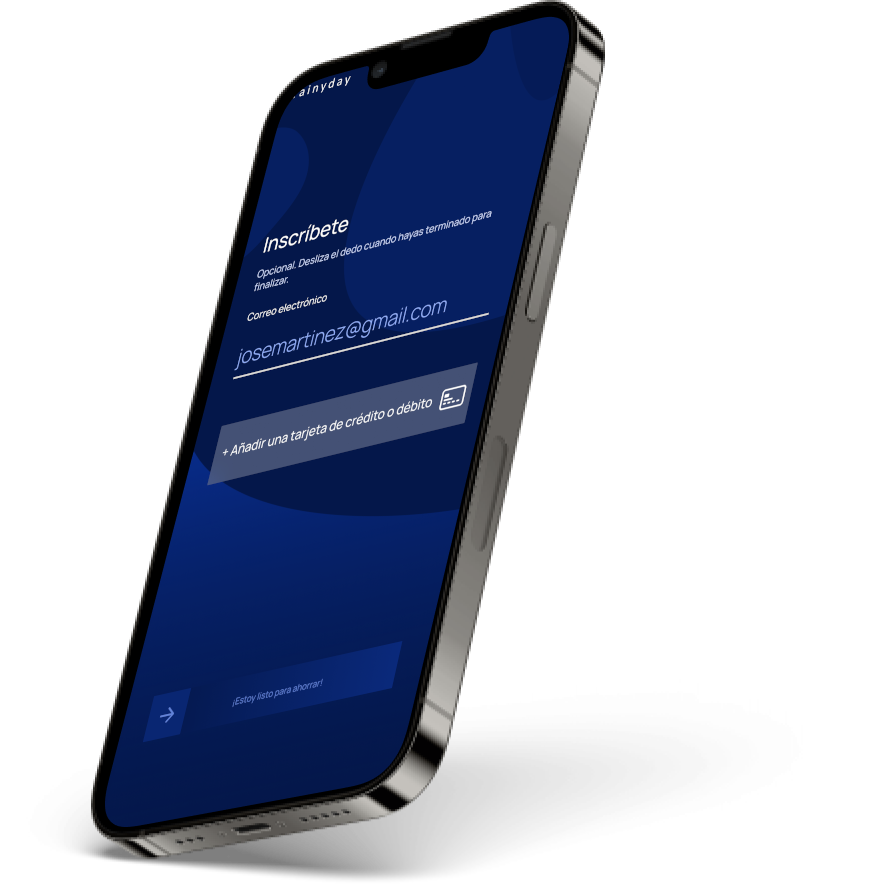 ainyday
Inscríbete
Opcional. Desliza el dedo cuando hayas terminado para
finalizar.
Correo electrónico
josemartinez@gmail.com
+ Añadir una tarjeta de crédito o débito
¡Estoy listo para ahorrar!